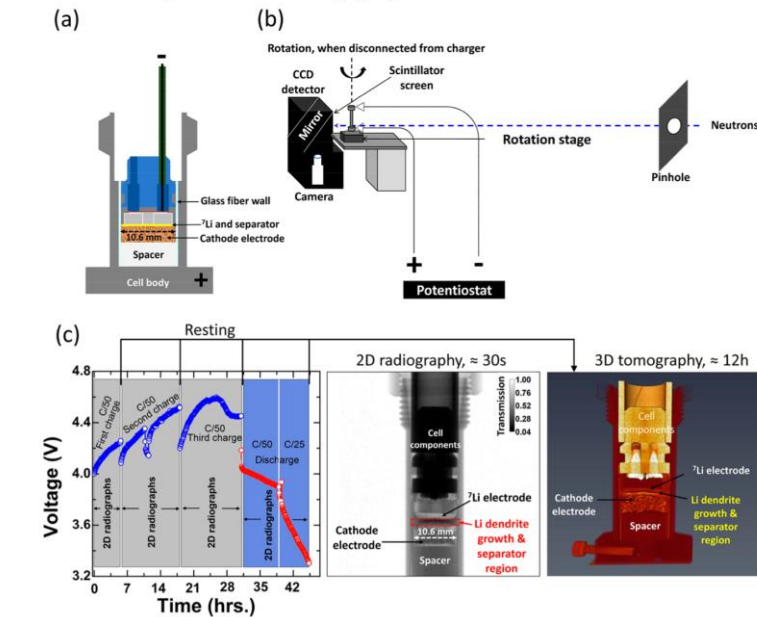 (a)
-
Glass fiber wall
⁷Li and separator
10.6 mm
Cathode electrode
Spacer
Cell body
+
(b)
Rotation, when disconnected from charger
CCD
detector
Scintillator
screen
Mirror
Camera
Rotation stage
Neutrons
Pinhole
+
-
Potentiostat
(c)
Resting
Voltage (V)
4.8
4.4
4.0
3.6
3.2
C/50
First charge
C/50
Second charge
C/50
Third charge
C/50
C/25
Discharge
2D radiographs
2D radiographs
2D radiographs
2D radiographs
2D radiographs
0 7 14 21 28 35 42
Time (hrs.)
2D radiography, ≈ 30s
Transmission
1.00
0.76
0.52
0.28
0.04
Cell
components
⁷Li electrode
Cathode
electrode
10.6 mm
Li dendrite
growth &
separator
region
Spacer
3D tomography, ≈ 12h
Cell
components
⁷Li electrode
Cathode
electrode
Li dendrite
growth &
separator
region
Spacer